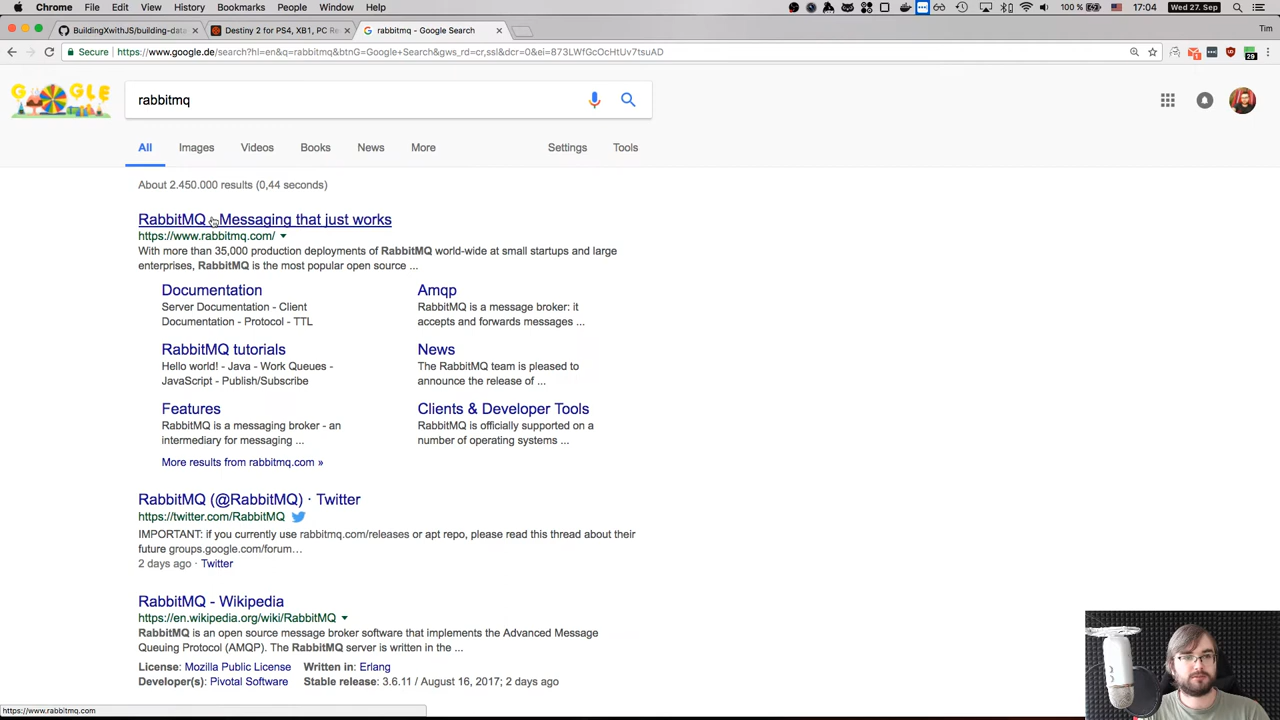 Chrome File Edit View History Bookmarks People Window Help 100 % 17:04 Wed 27. Sep
BuildingXwithJS/building-data Destiny 2 for PS4, XB1, PC Re rabbitmq - Google Search Tim
Secure https://www.google.de/search?hl=en&q=rabbitmq&btnG=Google+Search&gws_rd=cr,ssl&dcr=0&ei=873LWfGcOcHtUv7tsuAD 29
GOOGLE rabbitmq
All Images Videos Books News More Settings Tools
About 2.450.000 results (0,44 seconds)
RabbitMQ - Messaging that just works
https://www.rabbitmq.com/
With more than 35,000 production deployments of RabbitMQ world-wide at small startups and large
enterprises, RabbitMQ is the most popular open source ...
Documentation
Server Documentation - Client
Documentation - Protocol - TTL
Amqp
RabbitMQ is a message broker: it
accepts and forwards messages ...
RabbitMQ tutorials
Hello world! - Java - Work Queues -
JavaScript - Publish/Subscribe
News
The RabbitMQ team is pleased to
announce the release of ...
Features
RabbitMQ is a messaging broker - an
intermediary for messaging ...
Clients & Developer Tools
RabbitMQ is officially supported on a
number of operating systems ...
More results from rabbitmq.com »
RabbitMQ (@RabbitMQ) · Twitter
https://twitter.com/RabbitMQ
IMPORTANT: if you currently use rabbitmq.com/releases or apt repo, please read this thread about their
future groups.google.com/forum…
2 days ago · Twitter
RabbitMQ - Wikipedia
https://en.wikipedia.org/wiki/RabbitMQ
RabbitMQ is an open source message broker software that implements the Advanced Message
Queuing Protocol (AMQP). The RabbitMQ server is written in the ...
License: Mozilla Public License Written in: Erlang
Developer(s): Pivotal Software Stable release: 3.6.11 / August 16, 2017; 2 days ago
https://www.rabbitmq.com